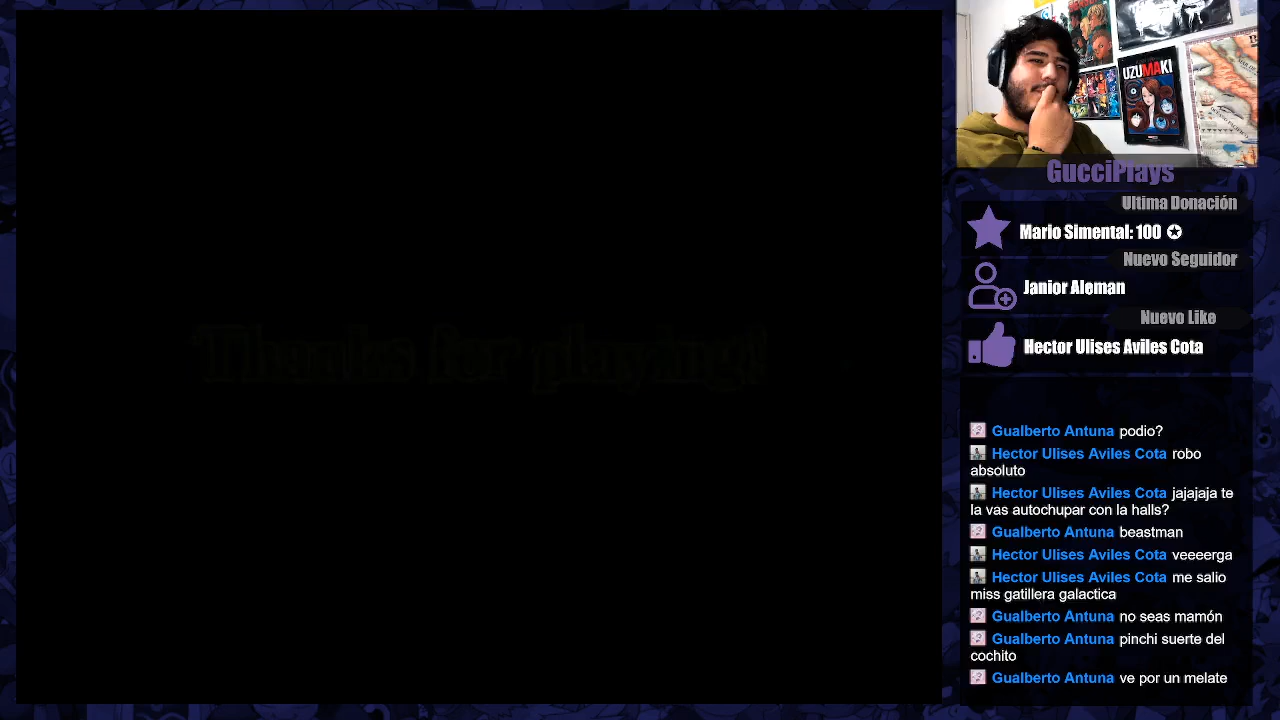 Thanks for playing!
UZUMAKI
GucciPlays
Ultima Donación
Mario Simental: 100
Nuevo Seguidor
Janior Aleman
Nuevo Like
Hector Ulises Aviles Cota
Gualberto Antuna podio?
Hector Ulises Aviles Cota robo
absoluto
Hector Ulises Aviles Cota jajajaja te
la vas autochupar con la halls?
Gualberto Antuna beastman
Hector Ulises Aviles Cota veeeerga
Hector Ulises Aviles Cota me salio
miss gatillera galactica
Gualberto Antuna no seas mamón
Gualberto Antuna pinchi suerte del
cochito
Gualberto Antuna ve por un melate